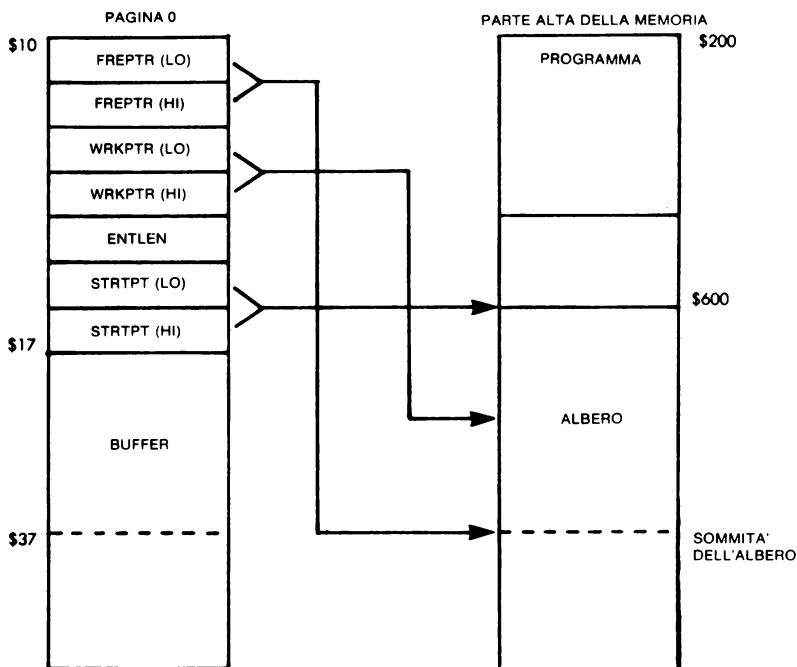 PAGINA 0
$10
FREPTR (LO)
FREPTR (HI)
WRKPTR (LO)
WRKPTR (HI)
ENTLEN
STRTPT (LO)
STRTPT (HI)
$17
BUFFER
$37
PARTE ALTA DELLA MEMORIA
$200
PROGRAMMA
$600
ALBERO
SOMMITA'
DELL'ALBERO